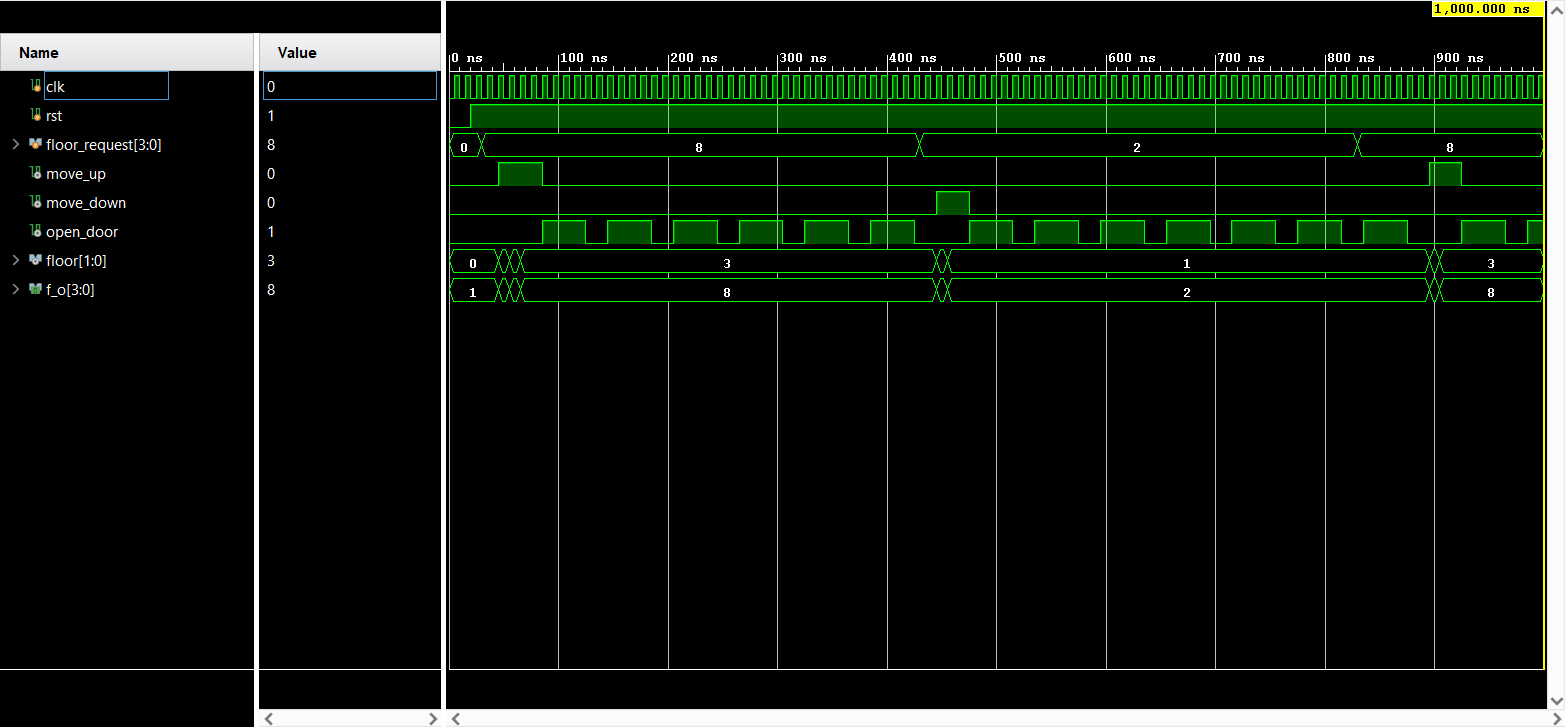 1,000.000 ns
Name Value
0 ns 100 ns 200 ns 300 ns 400 ns 500 ns 600 ns 700 ns 800 ns 900 ns
clk 0
rst 1
floor_request[3:0] 8 0 8 2 8
move_up 0
move_down 0
open_door 1
floor[1:0] 3 0 3 1 3
f_o[3:0] 8 1 8 2 8